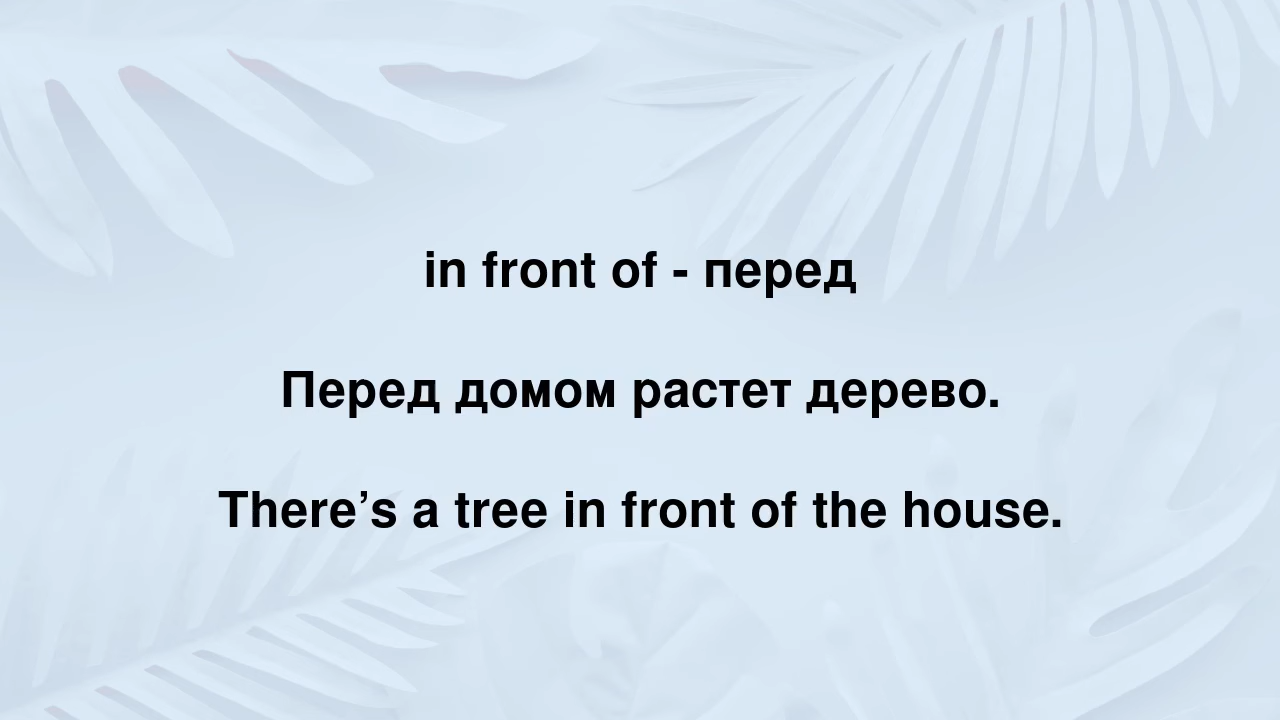 in front of - перед
Перед домом растет дерево.
There’s a tree in front of the house.